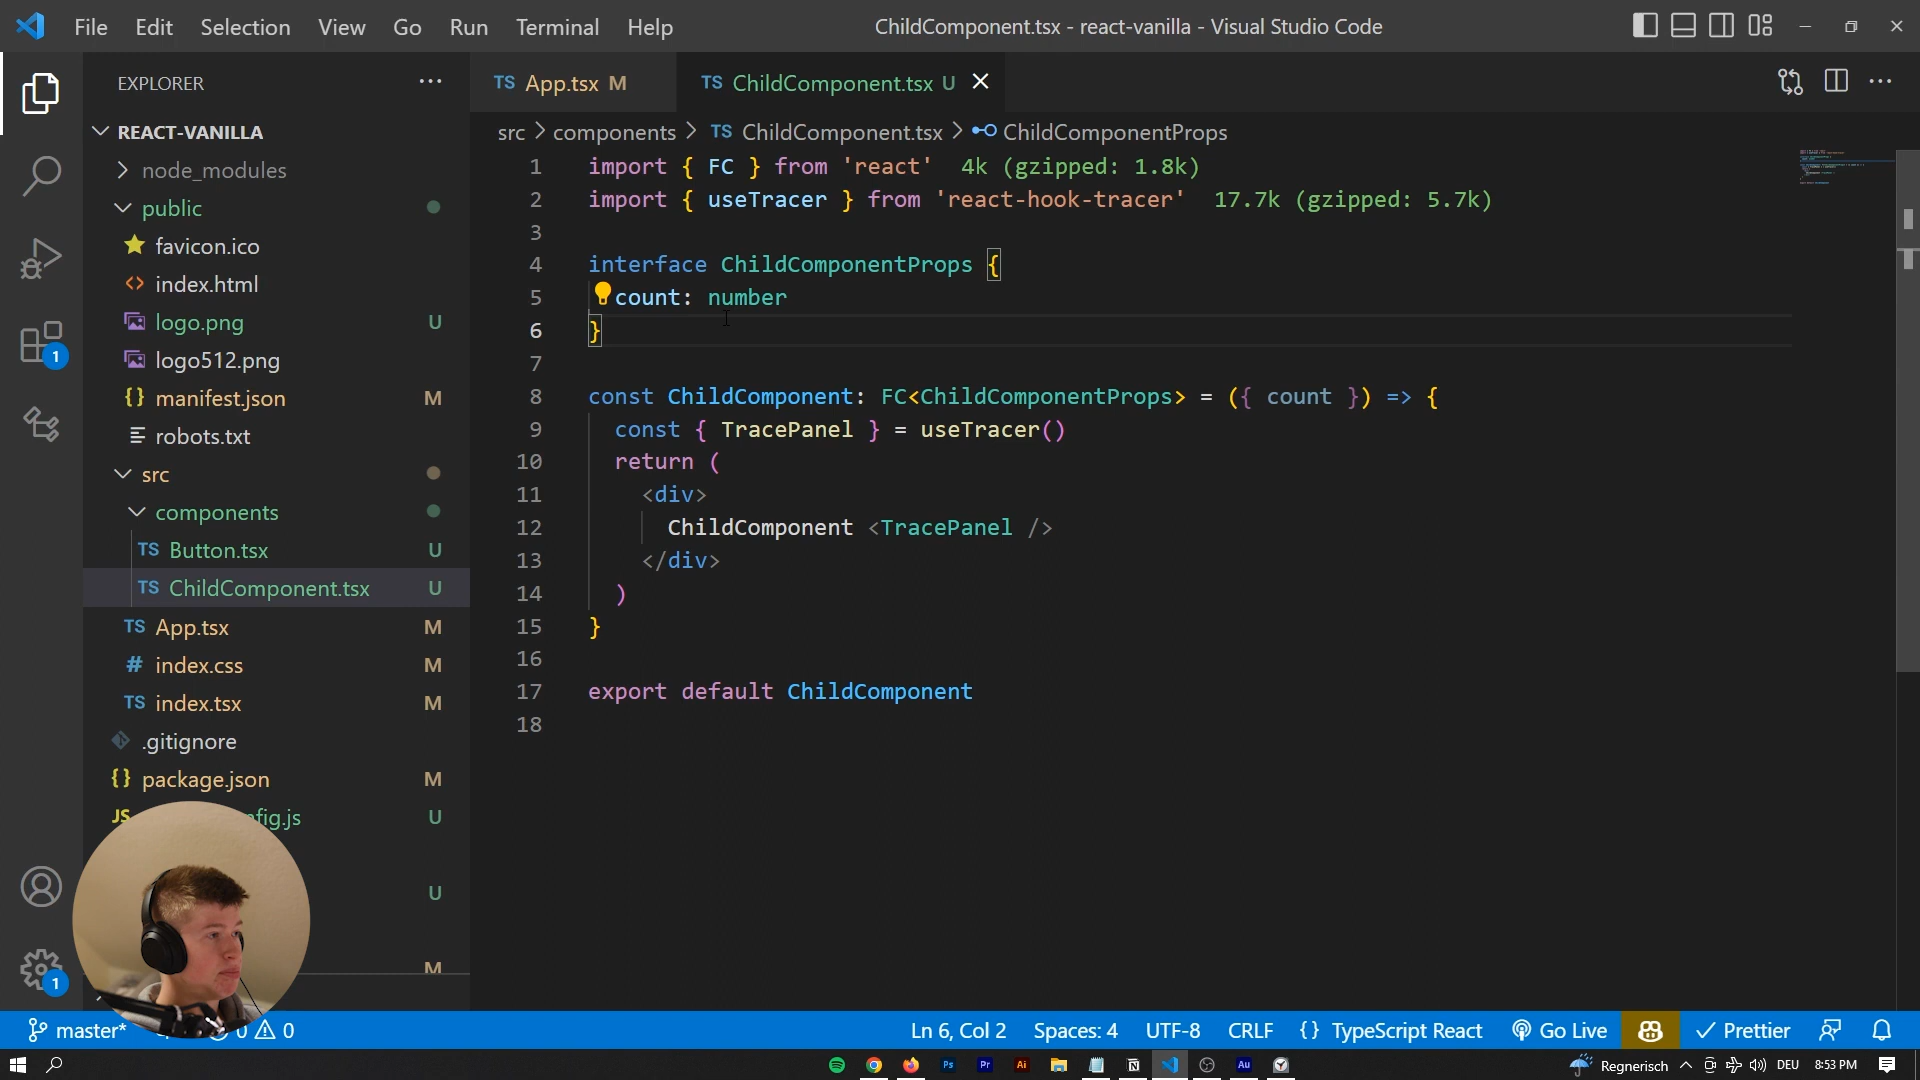 File Edit Selection View Go Run Terminal Help
ChildComponent.tsx - react-vanilla - Visual Studio Code
EXPLORER
REACT-VANILLA
node_modules
public
favicon.ico
index.html
logo.png U
logo512.png
manifest.json M
robots.txt
src
components
TS Button.tsx U
TS ChildComponent.tsx U
TS App.tsx M
# index.css M
TS index.tsx M
.gitignore
{} package.json M
JS fig.js U
U
M
1
1
TS App.tsx M
TS ChildComponent.tsx U
src > components > TS ChildComponent.tsx > ChildComponentProps
1 import { FC } from 'react' 4k (gzipped: 1.8k)
2 import { useTracer } from 'react-hook-tracer' 17.7k (gzipped: 5.7k)
3
4 interface ChildComponentProps {
5 count: number
6 }
7
8 const ChildComponent: FC<ChildComponentProps> = ({ count }) => {
9 const { TracePanel } = useTracer()
10 return (
11 <div>
12 ChildComponent <TracePanel />
13 </div>
14 )
15 }
16
17 export default ChildComponent
18
master* 0 0
Ln 6, Col 2 Spaces: 4 UTF-8 CRLF {} TypeScript React Go Live Prettier
Ps Pr Ai N Au
Regnerisch DEU 8:53 PM